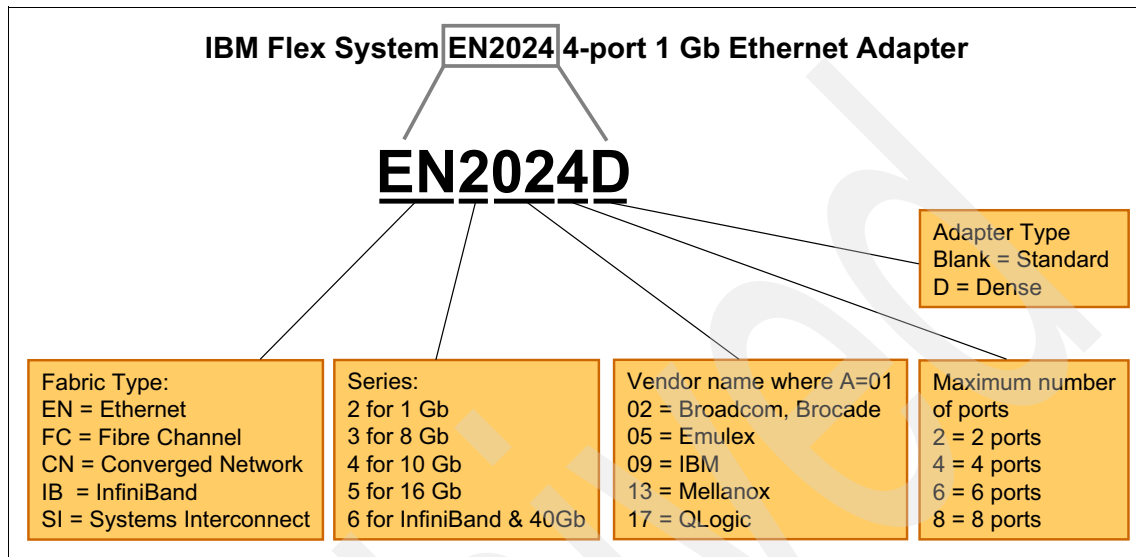 IBM Flex System EN2024 4-port 1 Gb Ethernet Adapter
EN2024D
Adapter Type
Blank = Standard
D = Dense
Fabric Type:
EN = Ethernet
FC = Fibre Channel
CN = Converged Network
IB = InfiniBand
SI = Systems Interconnect
Series:
2 for 1 Gb
3 for 8 Gb
4 for 10 Gb
5 for 16 Gb
6 for InfiniBand & 40Gb
Vendor name where A=01
02 = Broadcom, Brocade
05 = Emulex
09 = IBM
13 = Mellanox
17 = QLogic
Maximum number
of ports
2 = 2 ports
4 = 4 ports
6 = 6 ports
8 = 8 ports